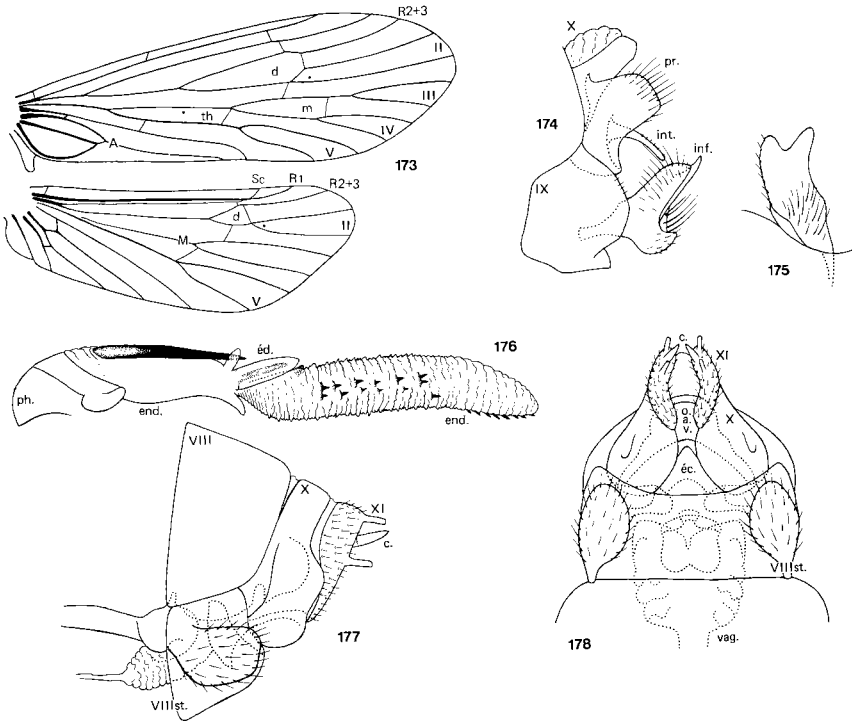 R2+3
d
II
th
m
III
IV
A
V
173
Sc
R1
R2+3
d
II
M
V
X
pr.
174
int.
inf.
IX
175
176
éd.
ph.
end.
end.
VIII
X
XI
c.
177
VIIIst.
c.
XI
o.
a.
v.
X
éc.
VIIIst.
178
vag.